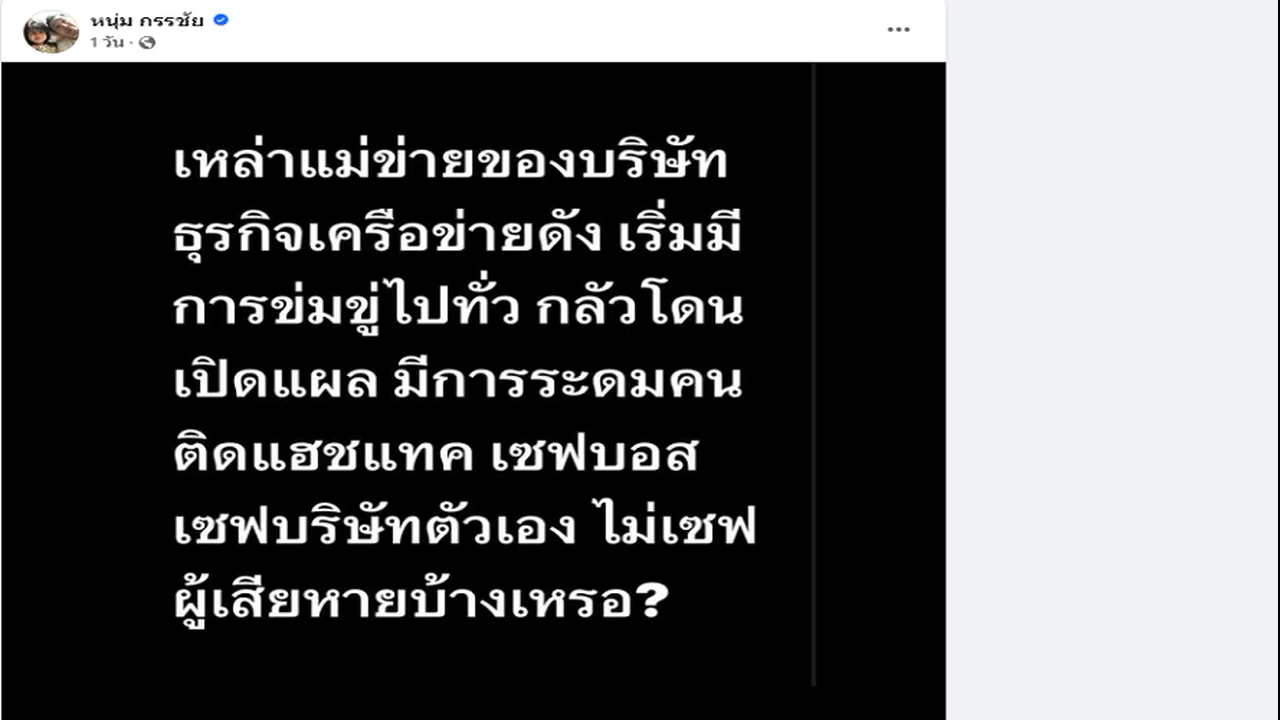 หนุ่ม กรรชัย
1 วัน ·
เหล่าแม่ข่ายของบริษัท
ธุรกิจเครือข่ายดัง เริ่มมี
การข่มขู่ไปทั่ว กลัวโดน
เปิดแผล มีการระดมคน
ติดแฮชแทค เซฟบอส
เซฟบริษัทตัวเอง ไม่เซฟ
ผู้เสียหายบ้างเหรอ?